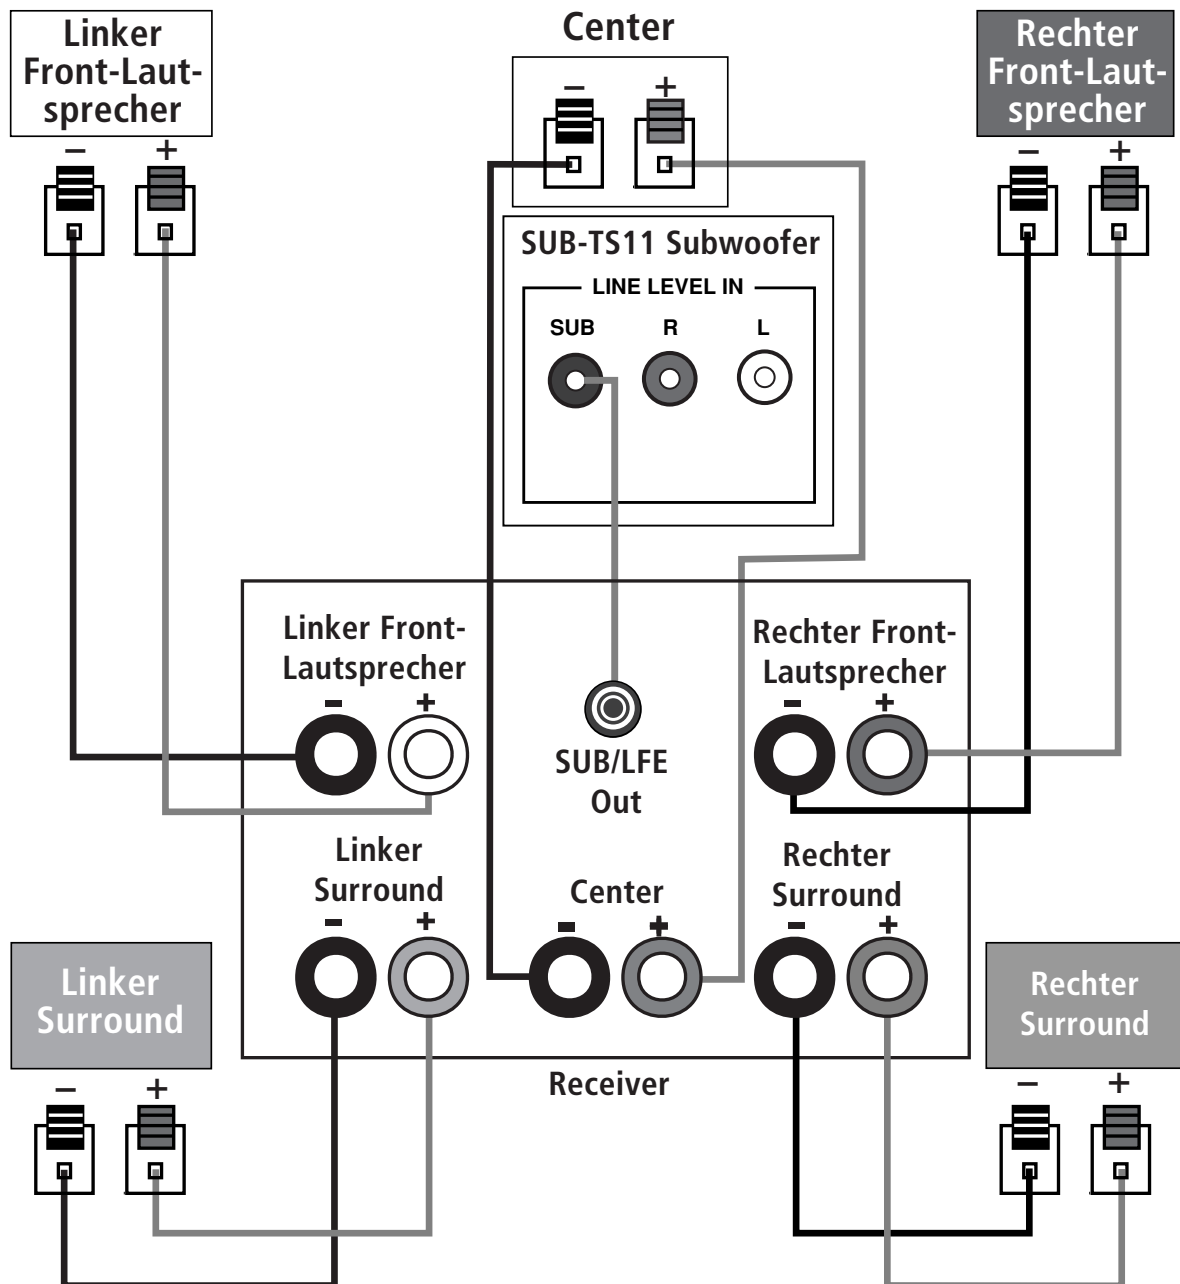 Linker
Front-Laut-
sprecher
- +
Center
- +
Rechter
Front-Laut-
sprecher
- +
SUB-TS11 Subwoofer
LINE LEVEL IN
SUB R L
Linker Front-
Lautsprecher
- +
SUB/LFE
Out
Rechter Front-
Lautsprecher
- +
Linker
Surround
- +
Center
- +
Rechter
Surround
- +
Receiver
Linker
Surround
- +
Rechter
Surround
- +